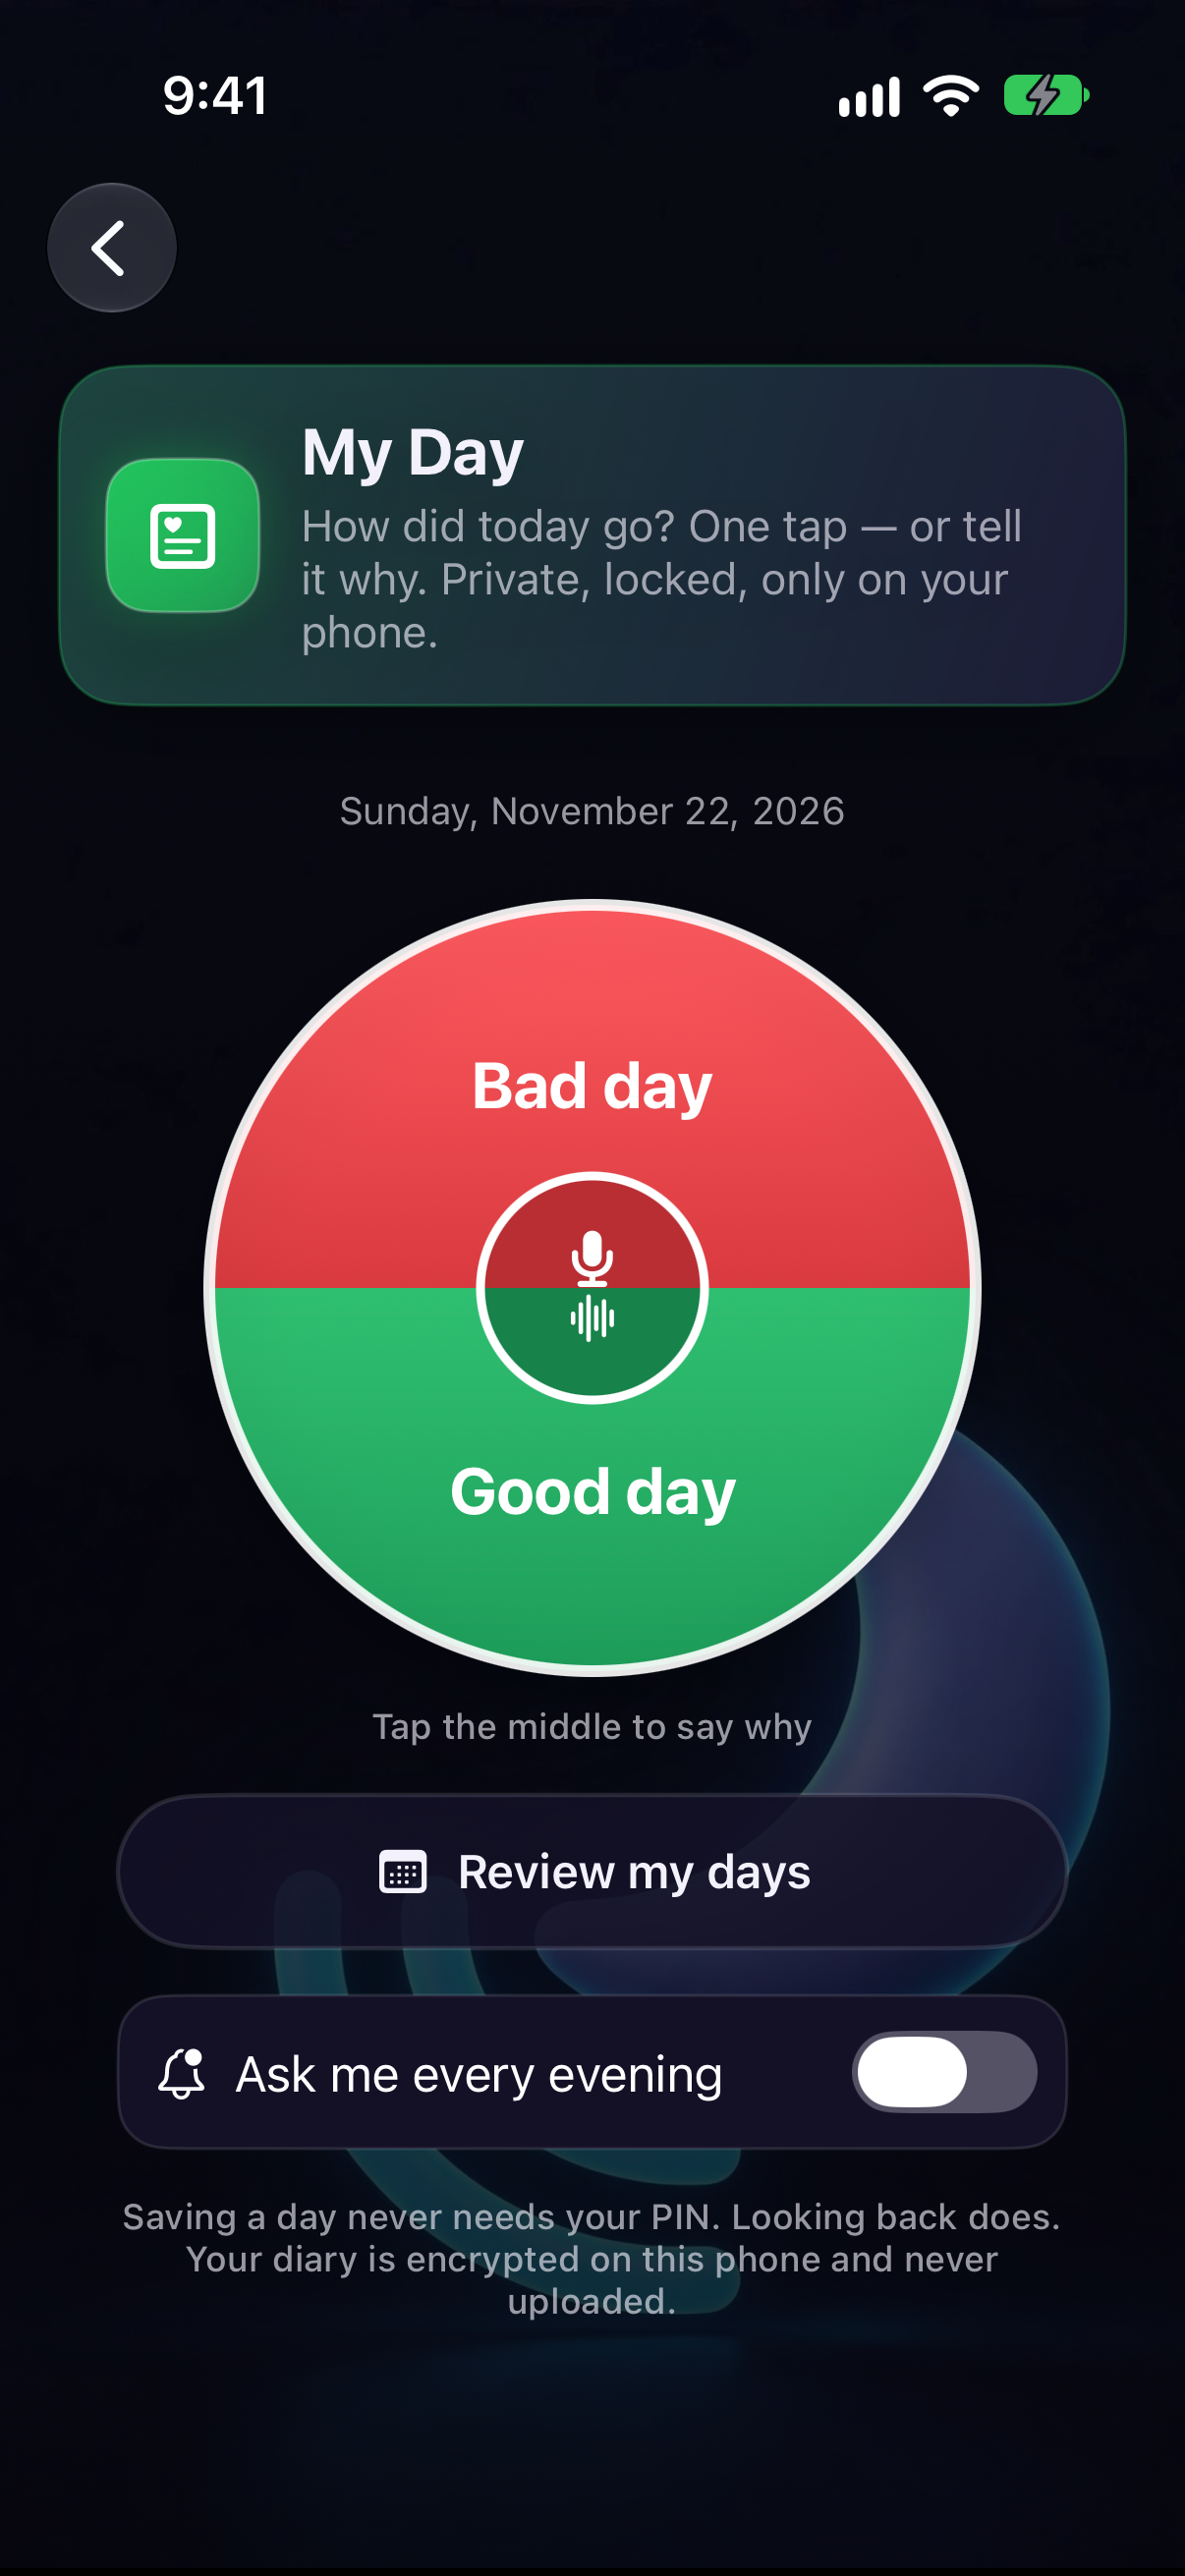 9:41
My Day
How did today go? One tap — or tell
it why. Private, locked, only on your
phone.
Sunday, November 22, 2026
Bad day
Good day
Tap the middle to say why
Review my days
Ask me every evening
Saving a day never needs your PIN. Looking back does.
Your diary is encrypted on this phone and never
uploaded.